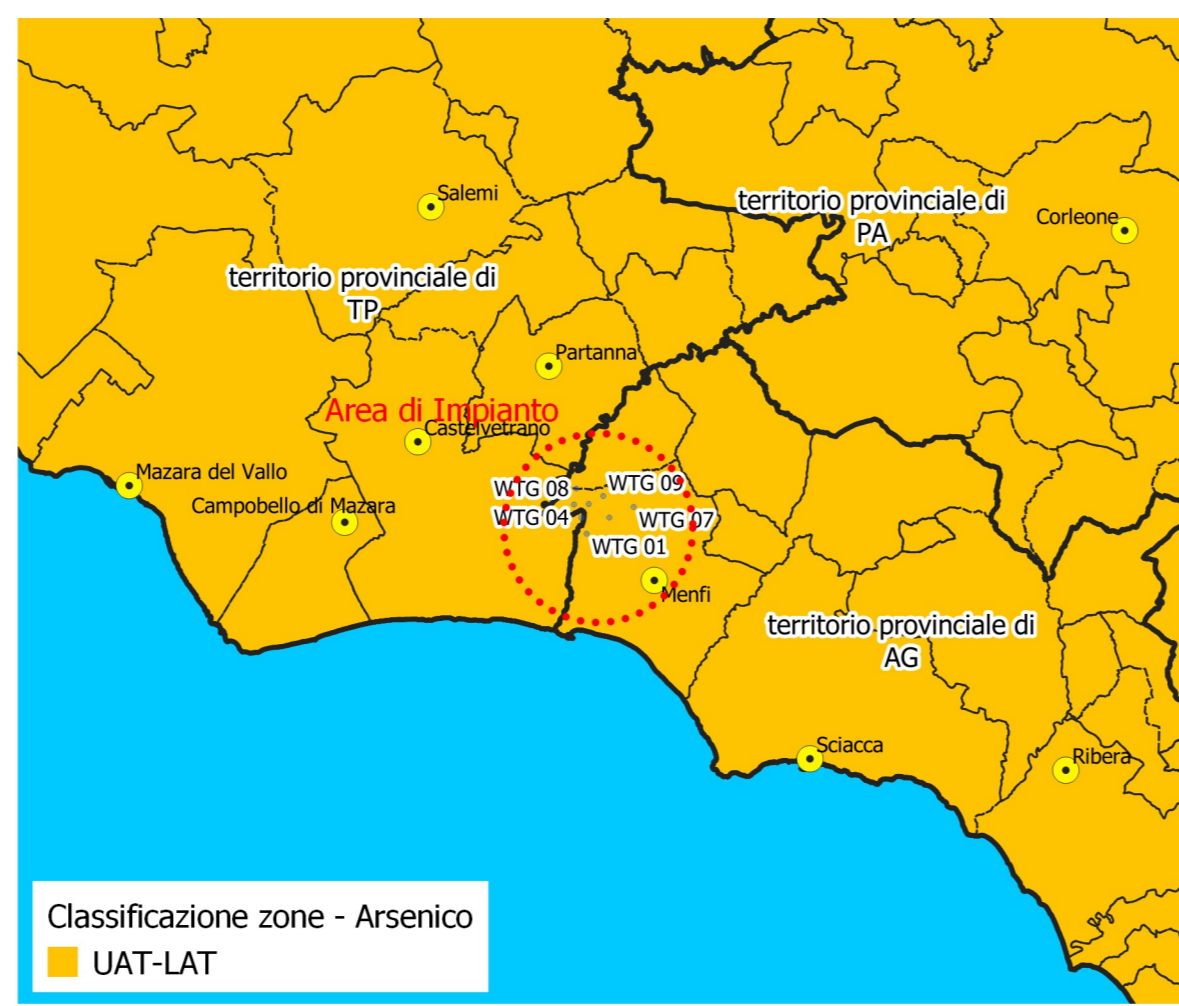 Salemi
territorio provinciale di
PA
Corleone
territorio provinciale di
TP
Partanna
Area di Impianto
Castelvetrano
Mazara del Vallo
Campobello di Mazara
WTG 08
WTG 09
WTG 04
WTG 07
WTG 01
Menfi
territorio provinciale di
AG
Sciacca
Ribera
Classificazione zone - Arsenico
UAT-LAT